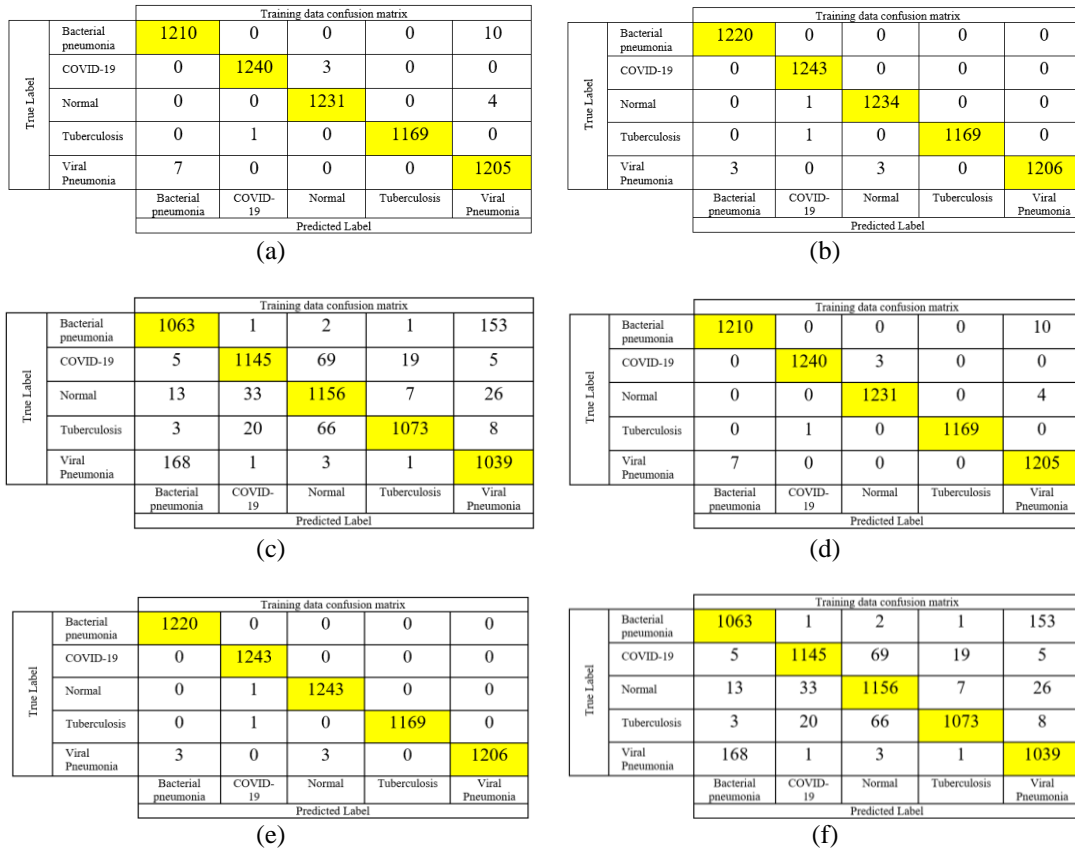 Training data confusion matrix
True Label
Bacterial pneumonia 1210 0 0 0 10
COVID-19 0 1240 3 0 0
Normal 0 0 1231 0 4
Tuberculosis 0 1 0 1169 0
Viral Pneumonia 7 0 0 0 1205
Bacterial pneumonia COVID-19 Normal Tuberculosis Viral Pneumonia
Predicted Label
(a)
Training data confusion matrix
True Label
Bacterial pneumonia 1220 0 0 0 0
COVID-19 0 1243 0 0 0
Normal 0 1 1234 0 0
Tuberculosis 0 1 0 1169 0
Viral Pneumonia 3 0 3 0 1206
Bacterial pneumonia COVID-19 Normal Tuberculosis Viral Pneumonia
Predicted Label
(b)
Training data confusion matrix
True Label
Bacterial pneumonia 1063 1 2 1 153
COVID-19 5 1145 69 19 5
Normal 13 33 1156 7 26
Tuberculosis 3 20 66 1073 8
Viral Pneumonia 168 1 3 1 1039
Bacterial pneumonia COVID-19 Normal Tuberculosis Viral Pneumonia
Predicted Label
(c)
Training data confusion matrix
True Label
Bacterial pneumonia 1210 0 0 0 10
COVID-19 0 1240 3 0 0
Normal 0 0 1231 0 4
Tuberculosis 0 1 0 1169 0
Viral Pneumonia 7 0 0 0 1205
Bacterial pneumonia COVID-19 Normal Tuberculosis Viral Pneumonia
Predicted Label
(d)
Training data confusion matrix
True Label
Bacterial pneumonia 1220 0 0 0 0
COVID-19 0 1243 0 0 0
Normal 0 1 1243 0 0
Tuberculosis 0 1 0 1169 0
Viral Pneumonia 3 0 3 0 1206
Bacterial pneumonia COVID-19 Normal Tuberculosis Viral Pneumonia
Predicted Label
(e)
Training data confusion matrix
True Label
Bacterial pneumonia 1063 1 2 1 153
COVID-19 5 1145 69 19 5
Normal 13 33 1156 7 26
Tuberculosis 3 20 66 1073 8
Viral Pneumonia 168 1 3 1 1039
Bacterial pneumonia COVID-19 Normal Tuberculosis Viral Pneumonia
Predicted Label
(f)